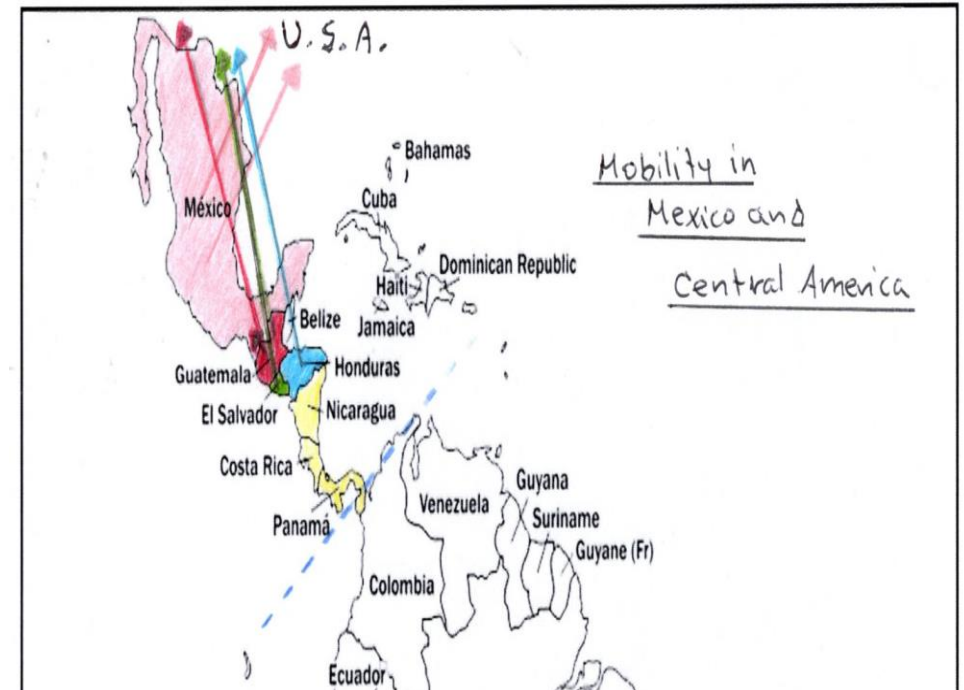 U.S.A.
Bahamas
Mobility in
Mexico and
Central America
Cuba
México
Dominican Republic
Haiti
Jamaica
Belize
Guatemala
Honduras
El Salvador
Nicaragua
Costa Rica
Panamá
Venezuela
Guyana
Suriname
Guyane (Fr)
Colombia
Ecuador